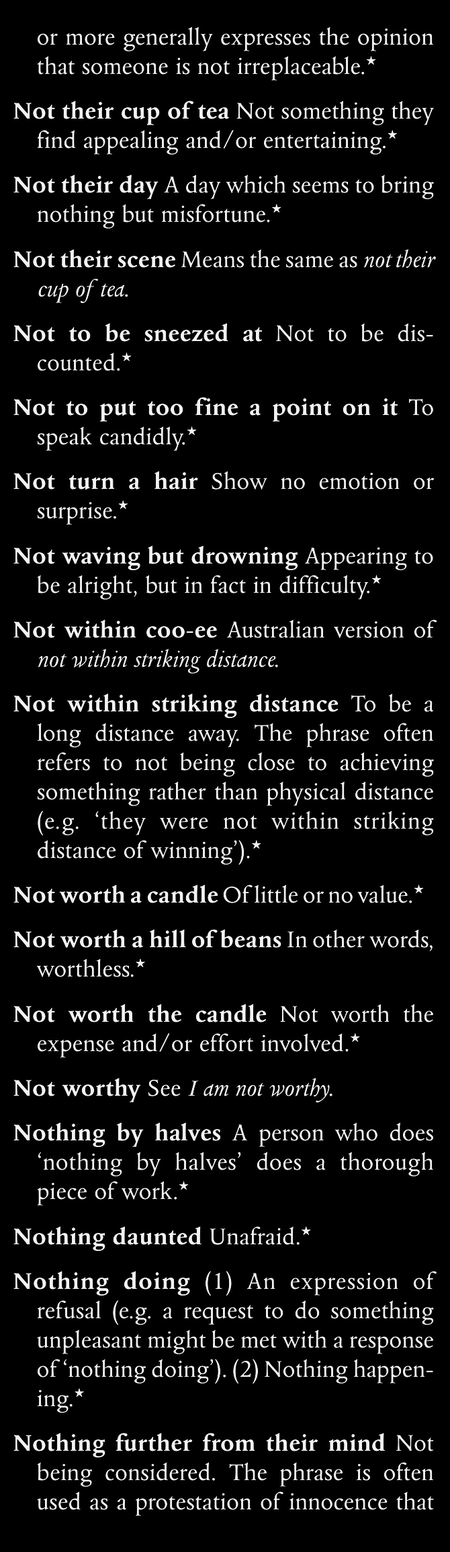 or more generally expresses the opinion
that someone is not irreplaceable.★
Not their cup of tea Not something they
find appealing and/or entertaining.★
Not their day A day which seems to bring
nothing but misfortune.★
Not their scene Means the same as not their
cup of tea.
Not to be sneezed at Not to be dis-
counted.★
Not to put too fine a point on it To
speak candidly.★
Not turn a hair Show no emotion or
surprise.★
Not waving but drowning Appearing to
be alright, but in fact in difficulty.★
Not within coo-ee Australian version of
not within striking distance.
Not within striking distance To be a
long distance away. The phrase often
refers to not being close to achieving
something rather than physical distance
(e.g. ‘they were not within striking
distance of winning’).★
Not worth a candle Of little or no value.★
Not worth a hill of beans In other words,
worthless.★
Not worth the candle Not worth the
expense and/or effort involved.★
Not worthy See I am not worthy.
Nothing by halves A person who does
‘nothing by halves’ does a thorough
piece of work.★
Nothing daunted Unafraid.★
Nothing doing (1) An expression of
refusal (e.g. a request to do something
unpleasant might be met with a response
of ‘nothing doing’). (2) Nothing happen-
ing.★
Nothing further from their mind Not
being considered. The phrase is often
used as a protestation of innocence that